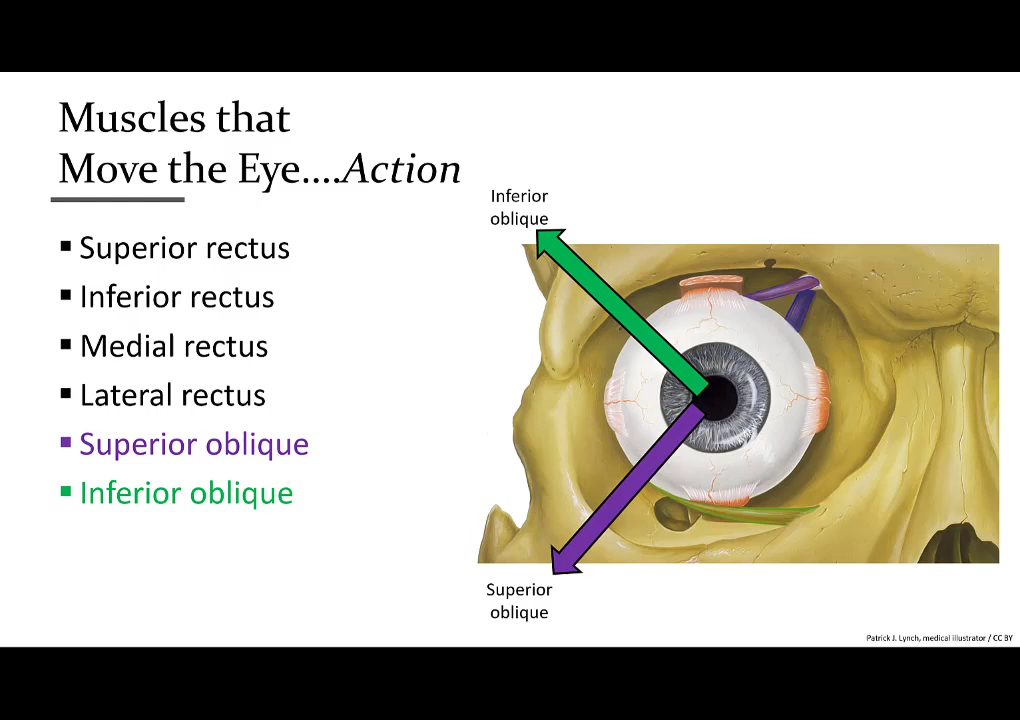 Muscles that
Move the Eye....Action
▪ Superior rectus
▪ Inferior rectus
▪ Medial rectus
▪ Lateral rectus
▪ Superior oblique
▪ Inferior oblique
Inferior
oblique
Superior
oblique
Patrick J. Lynch, medical illustrator / CC BY